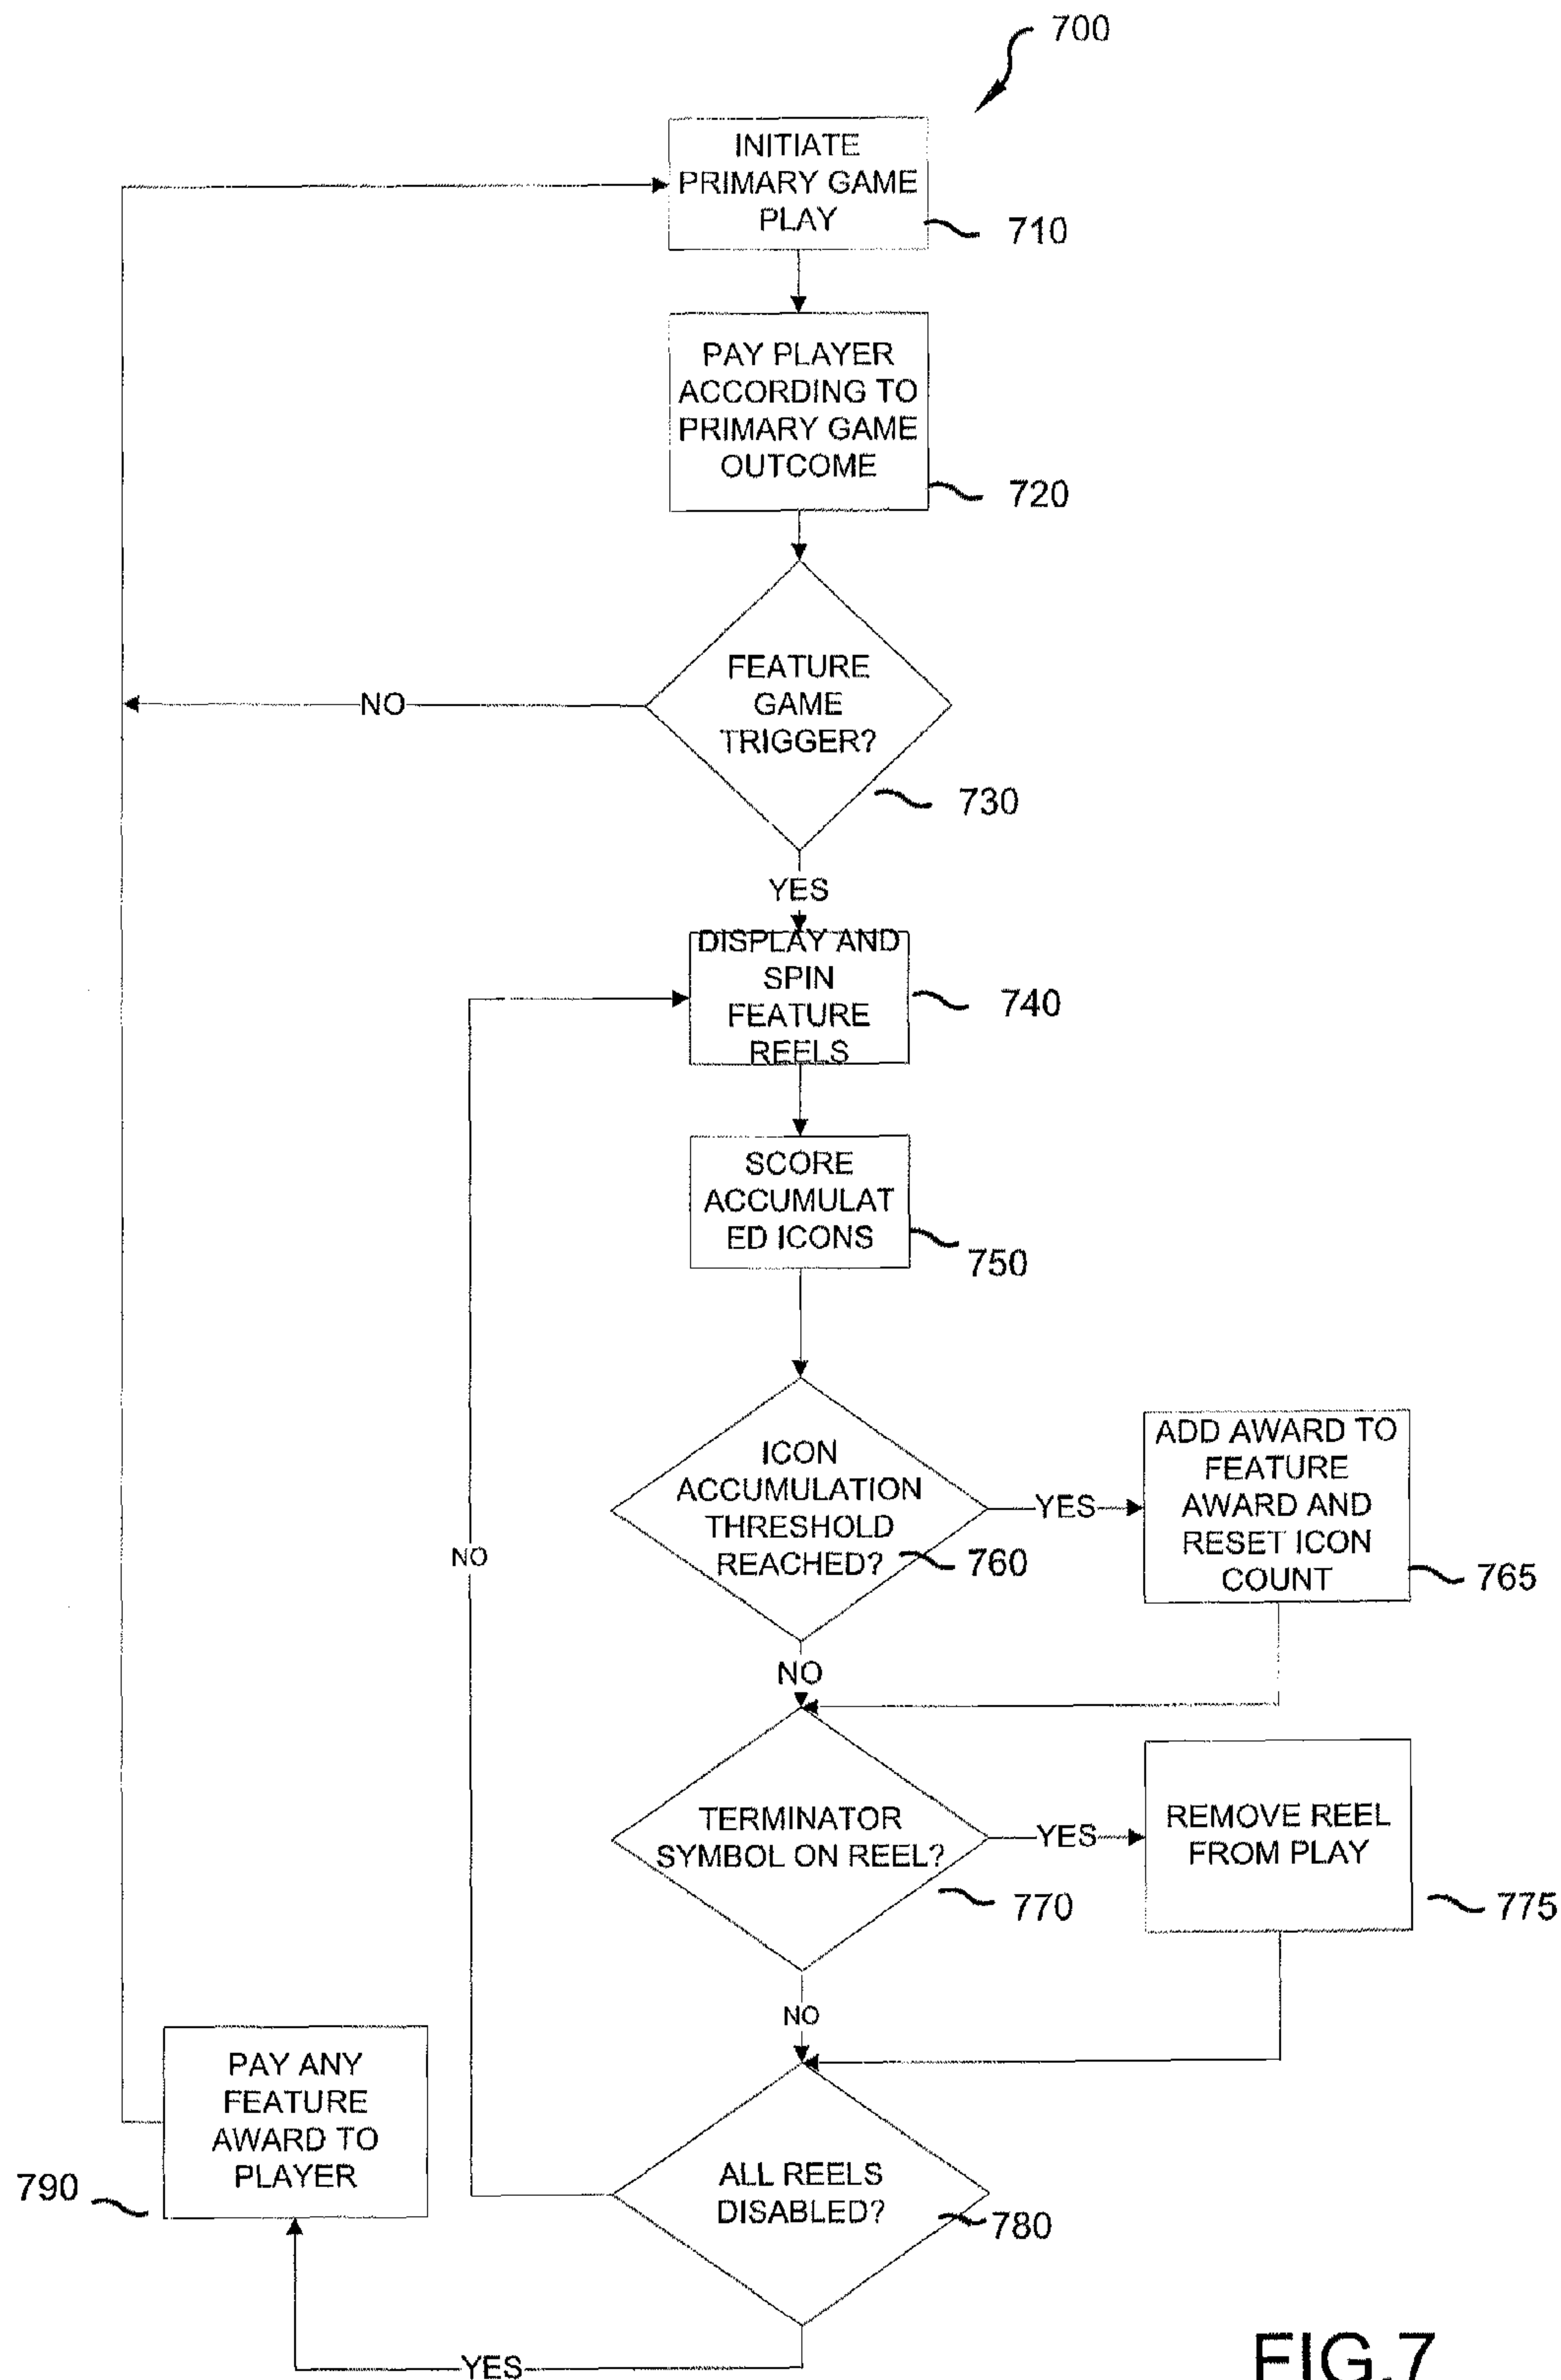 700
INITIATE
PRIMARY GAME
PLAY
710
PAY PLAYER
ACCORDING TO
PRIMARY GAME
OUTCOME
720
FEATURE
GAME
TRIGGER?
NO
730
YES
DISPLAY AND
SPIN
FEATURE
REELS
740
SCORE
ACCUMULAT
ED ICONS
750
ICON
ACCUMULATION
THRESHOLD
REACHED?
760
YES
ADD AWARD TO
FEATURE
AWARD AND
RESET ICON
COUNT
765
NO
NO
TERMINATOR
SYMBOL ON REEL?
770
YES
REMOVE REEL
FROM PLAY
775
NO
PAY ANY
FEATURE
AWARD TO
PLAYER
790
ALL REELS
DISABLED?
780
YES
FIG.7